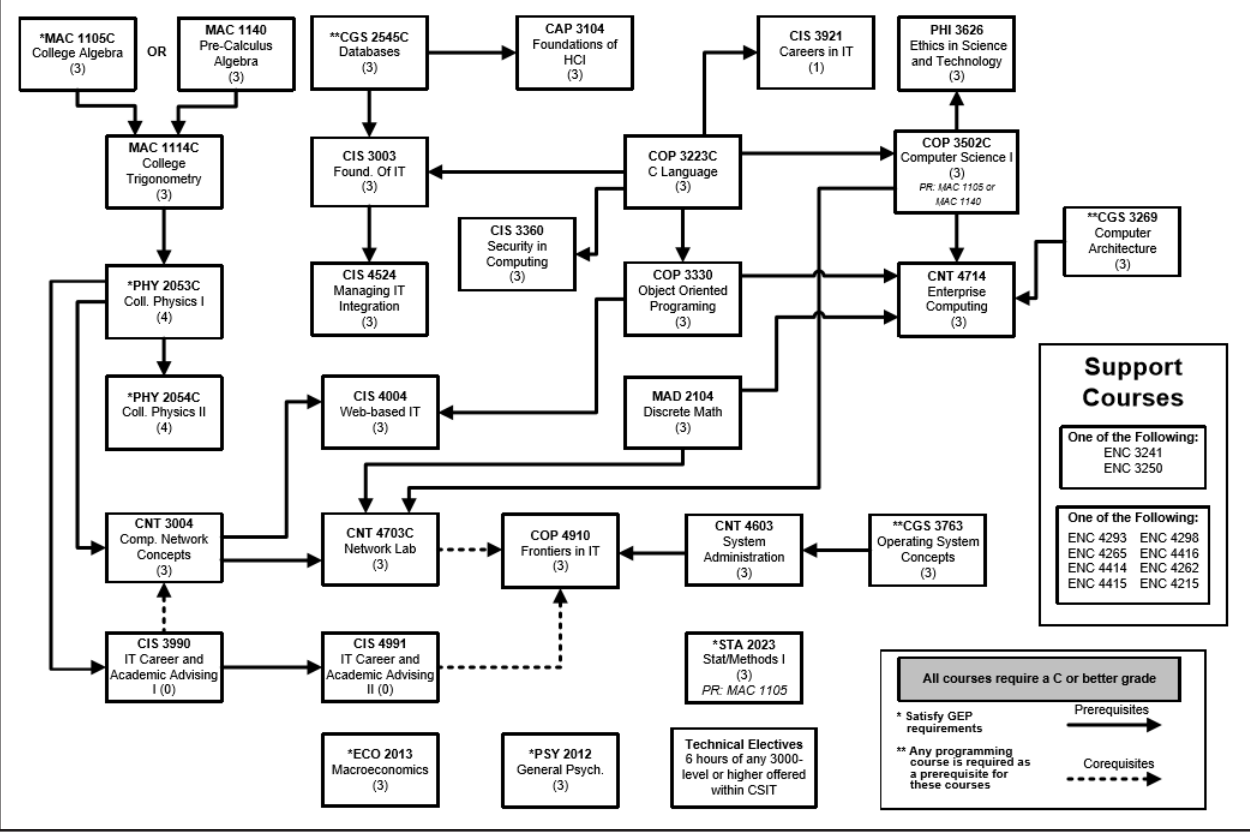 *MAC 1105C
College Algebra
(3)
OR
MAC 1140
Pre-Calculus
Algebra
(3)
**CGS 2545C
Databases
(3)
CAP 3104
Foundations of
HCI
(3)
CIS 3921
Careers in IT
(1)
PHI 3626
Ethics in Science
and Technology
(3)
MAC 1114C
College
Trigonometry
(3)
CIS 3003
Found. Of IT
(3)
COP 3223C
C Language
(3)
COP 3502C
Computer Science I
(3)
PR: MAC 1105 or
MAC 1140
CIS 3360
Security in
Computing
(3)
**CGS 3269
Computer
Architecture
(3)
*PHY 2053C
Coll. Physics I
(4)
CIS 4524
Managing IT
Integration
(3)
COP 3330
Object Oriented
Programing
(3)
CNT 4714
Enterprise
Computing
(3)
*PHY 2054C
Coll. Physics II
(4)
CIS 4004
Web-based IT
(3)
MAD 2104
Discrete Math
(3)
Support
Courses
One of the Following:
ENC 3241
ENC 3250
One of the Following:
ENC 4293 ENC 4298
ENC 4265 ENC 4416
ENC 4414 ENC 4262
ENC 4415 ENC 4215
CNT 3004
Comp. Network
Concepts
(3)
CNT 4703C
Network Lab
(3)
COP 4910
Frontiers in IT
(3)
CNT 4603
System
Administration
(3)
**CGS 3763
Operating System
Concepts
(3)
CIS 3990
IT Career and
Academic Advising
I (0)
CIS 4991
IT Career and
Academic Advising
II (0)
*STA 2023
Stat/Methods I
(3)
PR: MAC 1105
*ECO 2013
Macroeconomics
(3)
*PSY 2012
General Psych.
(3)
Technical Electives
6 hours of any 3000-
level or higher offered
within CSIT
All courses require a C or better grade
* Satisfy GEP
requirements
Prerequisites
** Any programming
course is required as
a prerequisite for
these courses
Corequisites